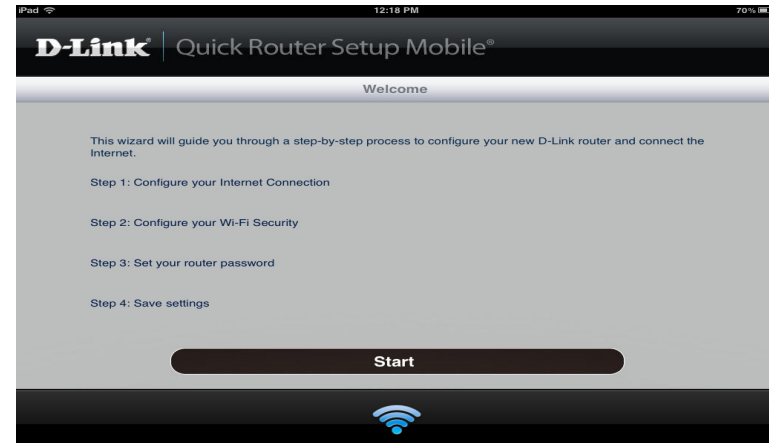 iPad 12:18 PM 70%
D-Link® Quick Router Setup Mobile®
Welcome
This wizard will guide you through a step-by-step process to configure your new D-Link router and connect the
Internet.
Step 1: Configure your Internet Connection
Step 2: Configure your Wi-Fi Security
Step 3: Set your router password
Step 4: Save settings
Start